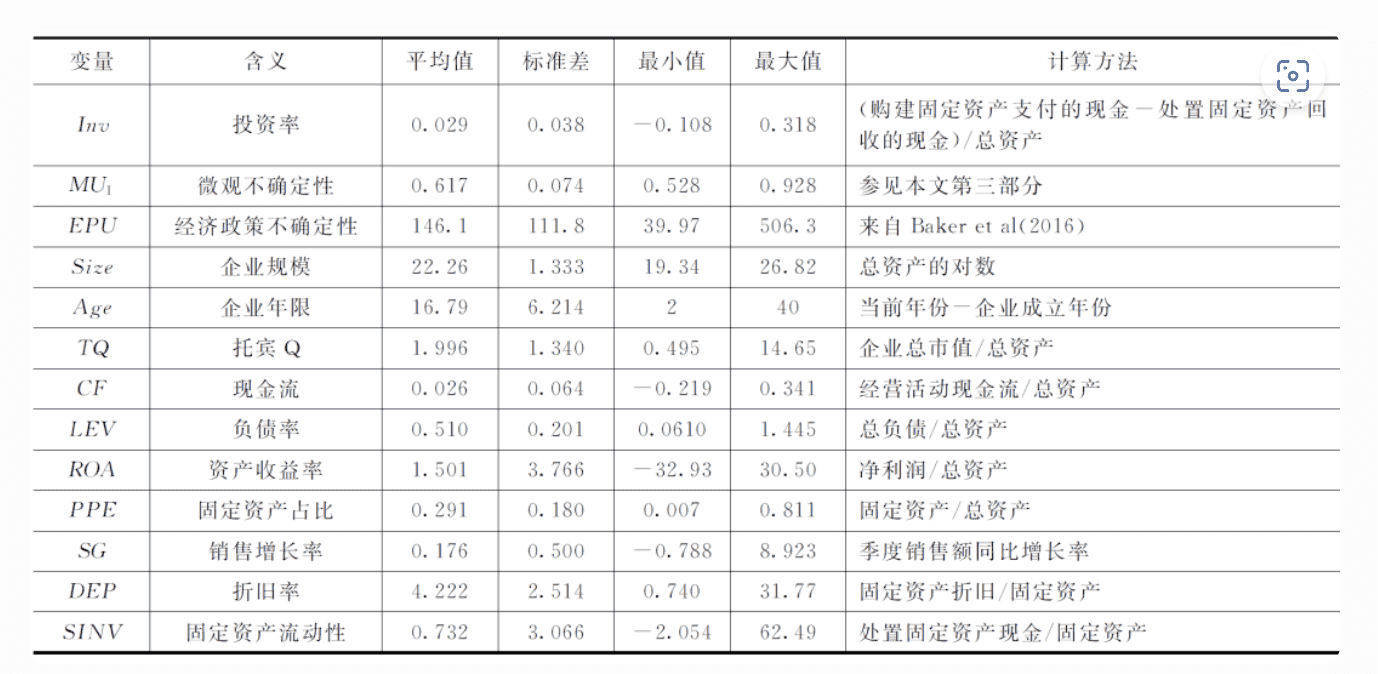 变量 含义 平均值 标准差 最小值 最大值 计算方法
Inv 投资率 0.029 0.038 －0.108 0.318 (购建固定资产支付的现金－处置固定资产回
收的现金)/总资产
MU1 微观不确定性 0.617 0.074 0.528 0.928 参见本文第三部分
EPU 经济政策不确定性 146.1 111.8 39.97 506.3 来自 Baker et al(2016)
Size 企业规模 22.26 1.333 19.34 26.82 总资产的对数
Age 企业年限 16.79 6.214 2 40 当前年份－企业成立年份
TQ 托宾 Q 1.996 1.340 0.495 14.65 企业总市值/总资产
CF 现金流 0.026 0.064 －0.219 0.341 经营活动现金流/总资产
LEV 负债率 0.510 0.201 0.0610 1.445 总负债/总资产
ROA 资产收益率 1.501 3.766 －32.93 30.50 净利润/总资产
PPE 固定资产占比 0.291 0.180 0.007 0.811 固定资产/总资产
SG 销售增长率 0.176 0.500 －0.788 8.923 季度销售额同比增长率
DEP 折旧率 4.222 2.514 0.740 31.77 固定资产折旧/固定资产
SINV 固定资产流动性 0.732 3.066 －2.054 62.49 处置固定资产现金/固定资产